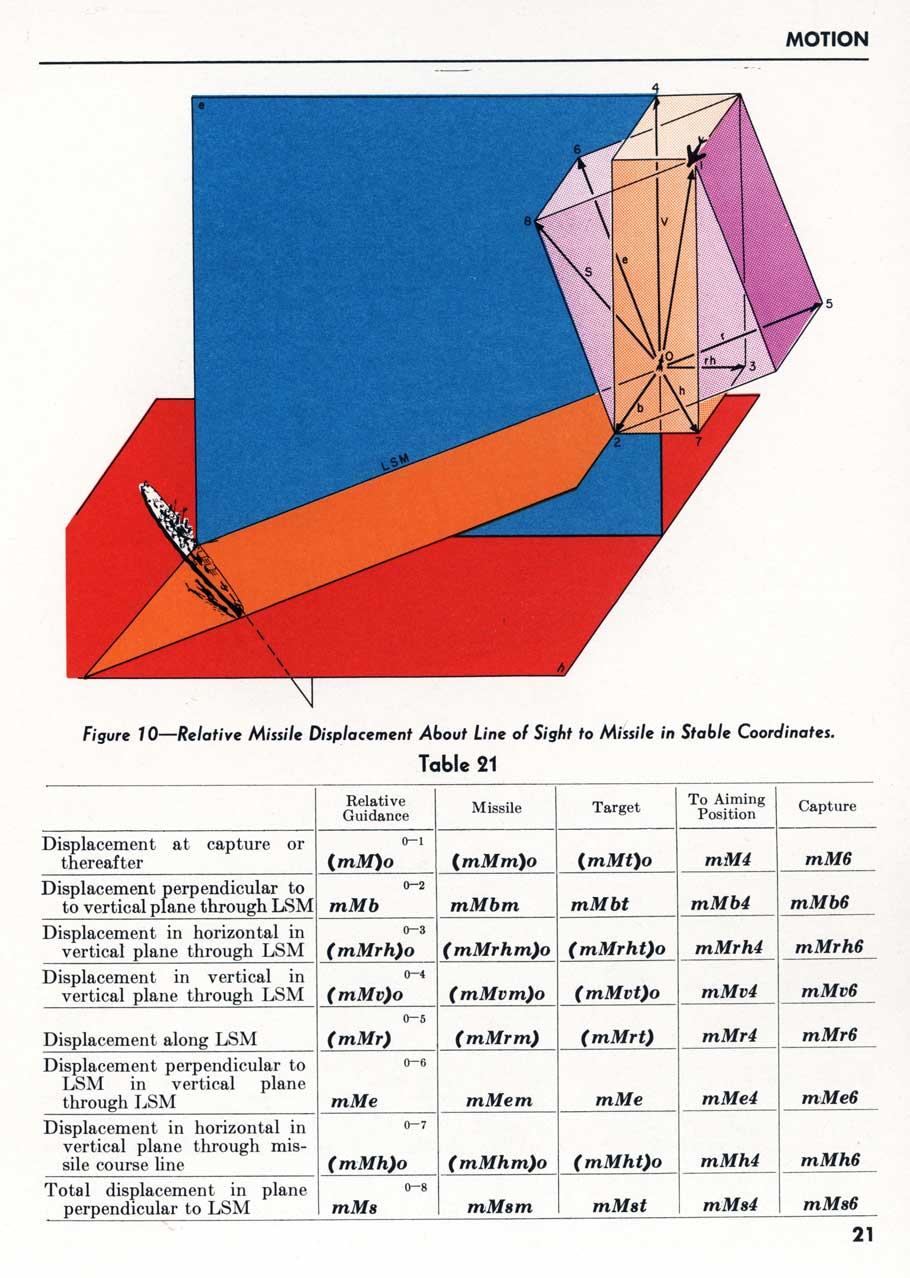 MOTION
e
4
6
1
8
V
e
S
5
r
O
rh
3
h
b
LSM
2
7
h
Figure 10—Relative Missile Displacement About Line of Sight to Missile in Stable Coordinates.
Table 21
Relative Guidance Missile Target To Aiming Position Capture
Displacement at capture or
thereafter
0—1
(mM)o (mMm)o (mMt)o mM4 mM6
Displacement perpendicular to
to vertical plane through LSM
0—2
mMb mMbm mMbt mMb4 mMb6
Displacement in horizontal in
vertical plane through LSM
0—3
(mMrh)o (mMrhm)o (mMrht)o mMrh4 mMrh6
Displacement in vertical in
vertical plane through LSM
0—4
(mMv)o (mMvm)o (mMvt)o mMv4 mMv6
0—5
Displacement along LSM (mMr) (mMrm) (mMrt) mMr4 mMr6
Displacement perpendicular to
LSM in vertical plane
through LSM
0—6
mMe mMem mMe mMe4 mMe6
Displacement in horizontal in
vertical plane through mis-
sile course line
0—7
(mMh)o (mMhm)o (mMht)o mMh4 mMh6
Total displacement in plane
perpendicular to LSM
0—8
mMs mMsm mMst mMs4 mMs6
21